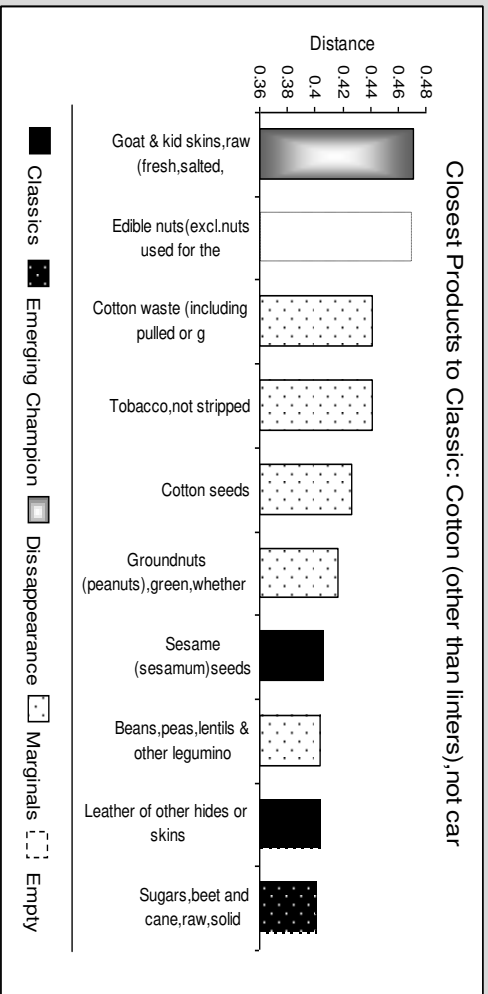 Closest Products to Classic: Cotton (other than linters),not car
Distance
0.48
0.46
0.44
0.42
0.4
0.38
0.36
Goat & kid skins,raw
(fresh,salted,
Edible nuts(excl.nuts
used for the
Cotton waste (including
pulled or g
Tobacco,not stripped
Cotton seeds
Groundnuts
(peanuts),green,whether
Sesame
(sesamum)seeds
Beans,peas,lentils &
other legumino
Leather of other hides or
skins
Sugars,beet and
cane,raw,solid
Classics
Emerging Champion
Dissappearance
Marginals
Empty